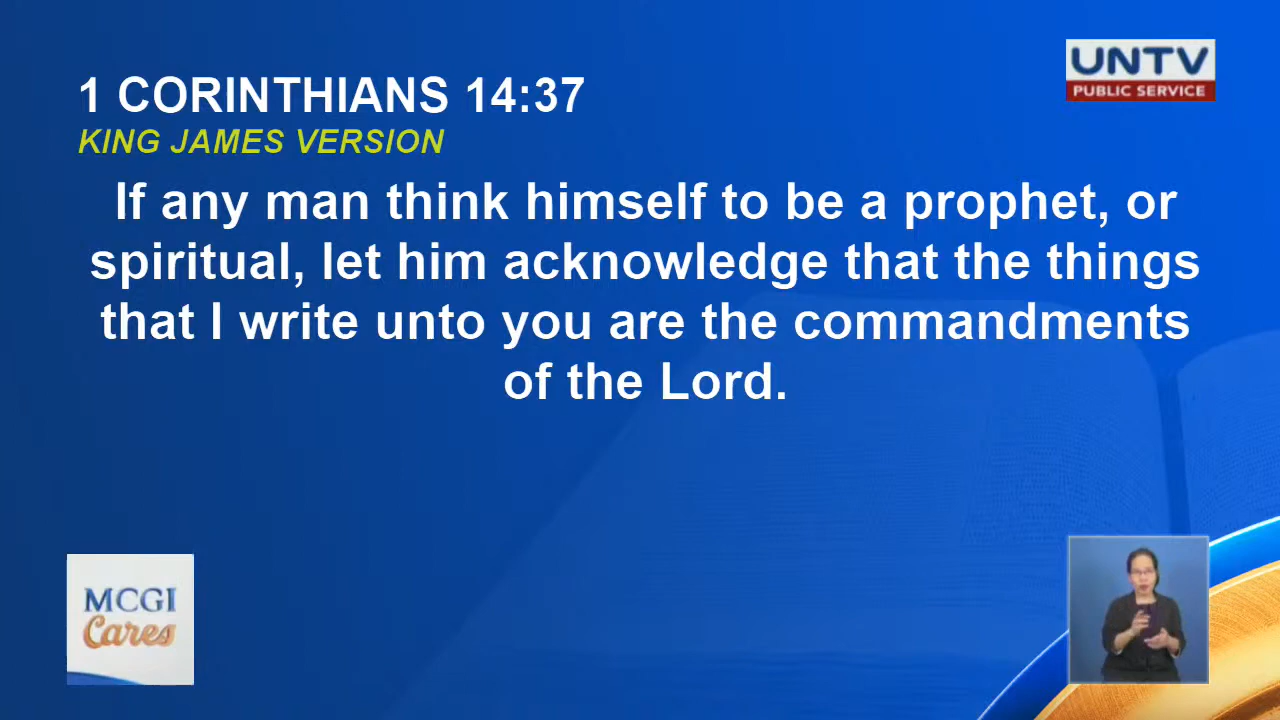 1 CORINTHIANS 14:37
KING JAMES VERSION
If any man think himself to be a prophet, or
spiritual, let him acknowledge that the things
that I write unto you are the commandments
of the Lord.
UNTV
PUBLIC SERVICE
MCGI
Cares